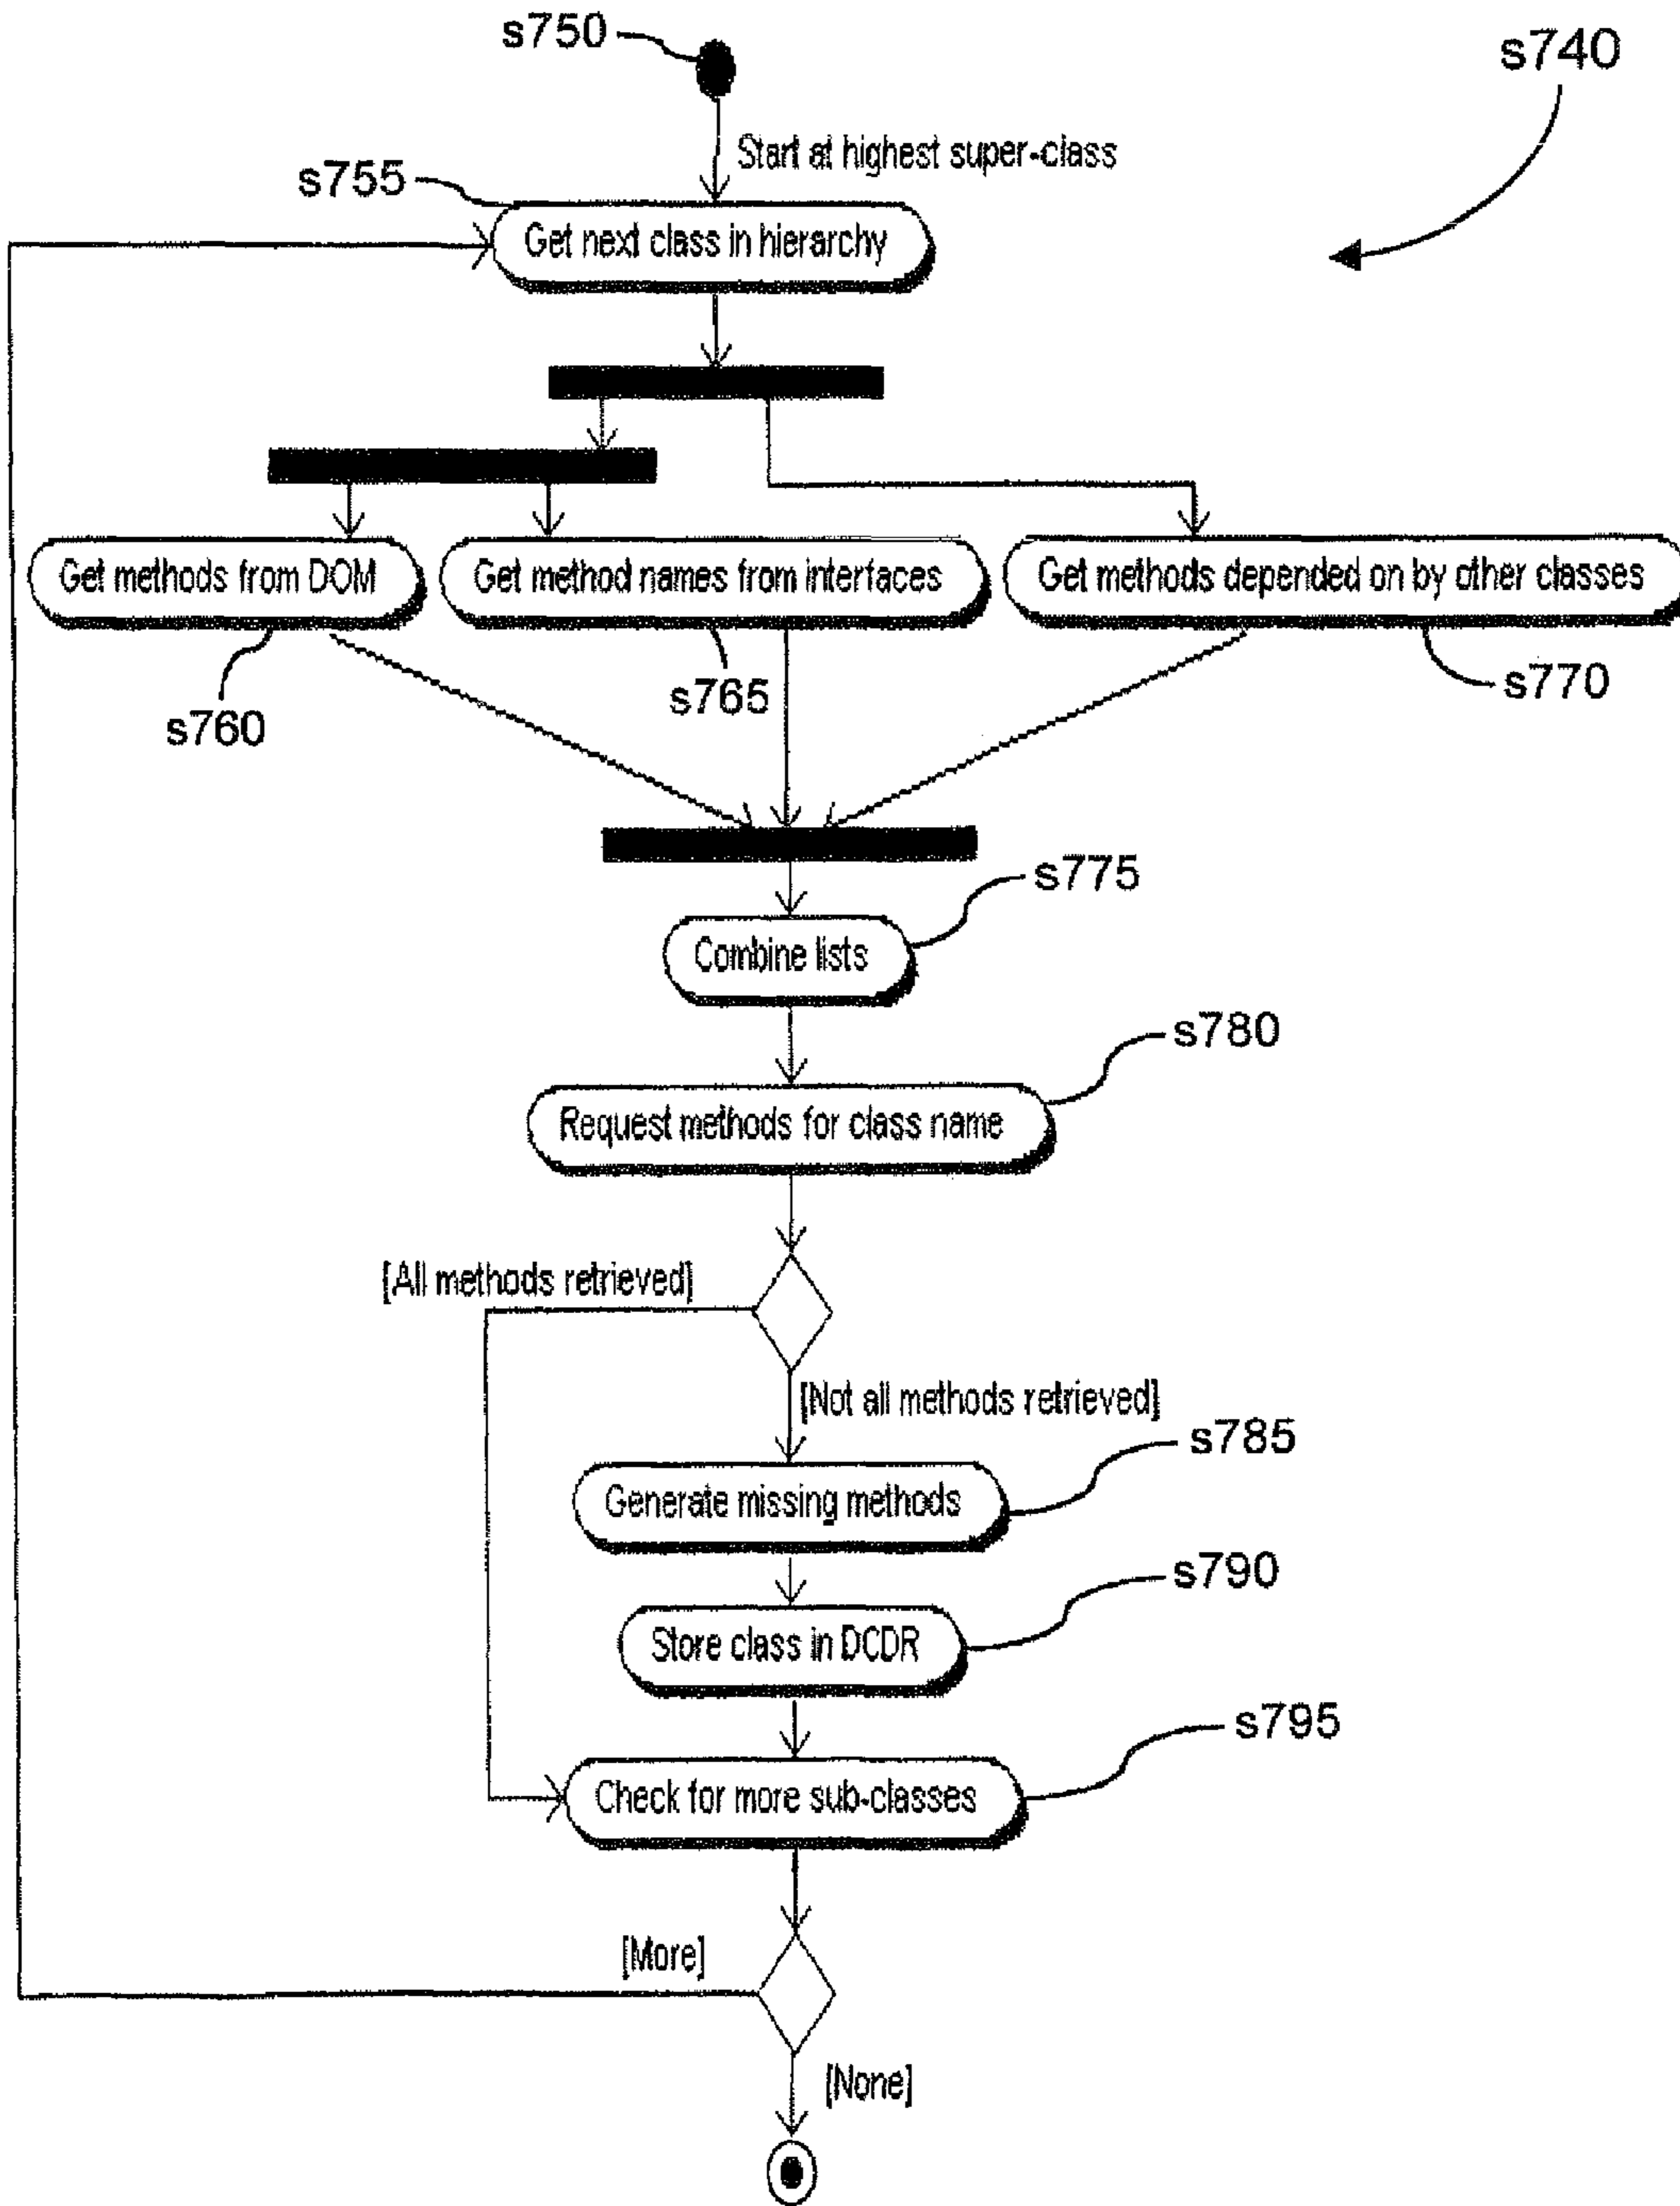 s750
s740
Start at highest super-class
s755
Get next class in hierarchy
Get methods from DOM
Get method names from interfaces
Get methods depended on by other classes
s760
s765
s770
s775
Combine lists
s780
Request methods for class name
[All methods retrieved]
[Not all methods retrieved]
s785
Generate missing methods
s790
Store class in DCDR
s795
Check for more sub-classes
[More]
[None]